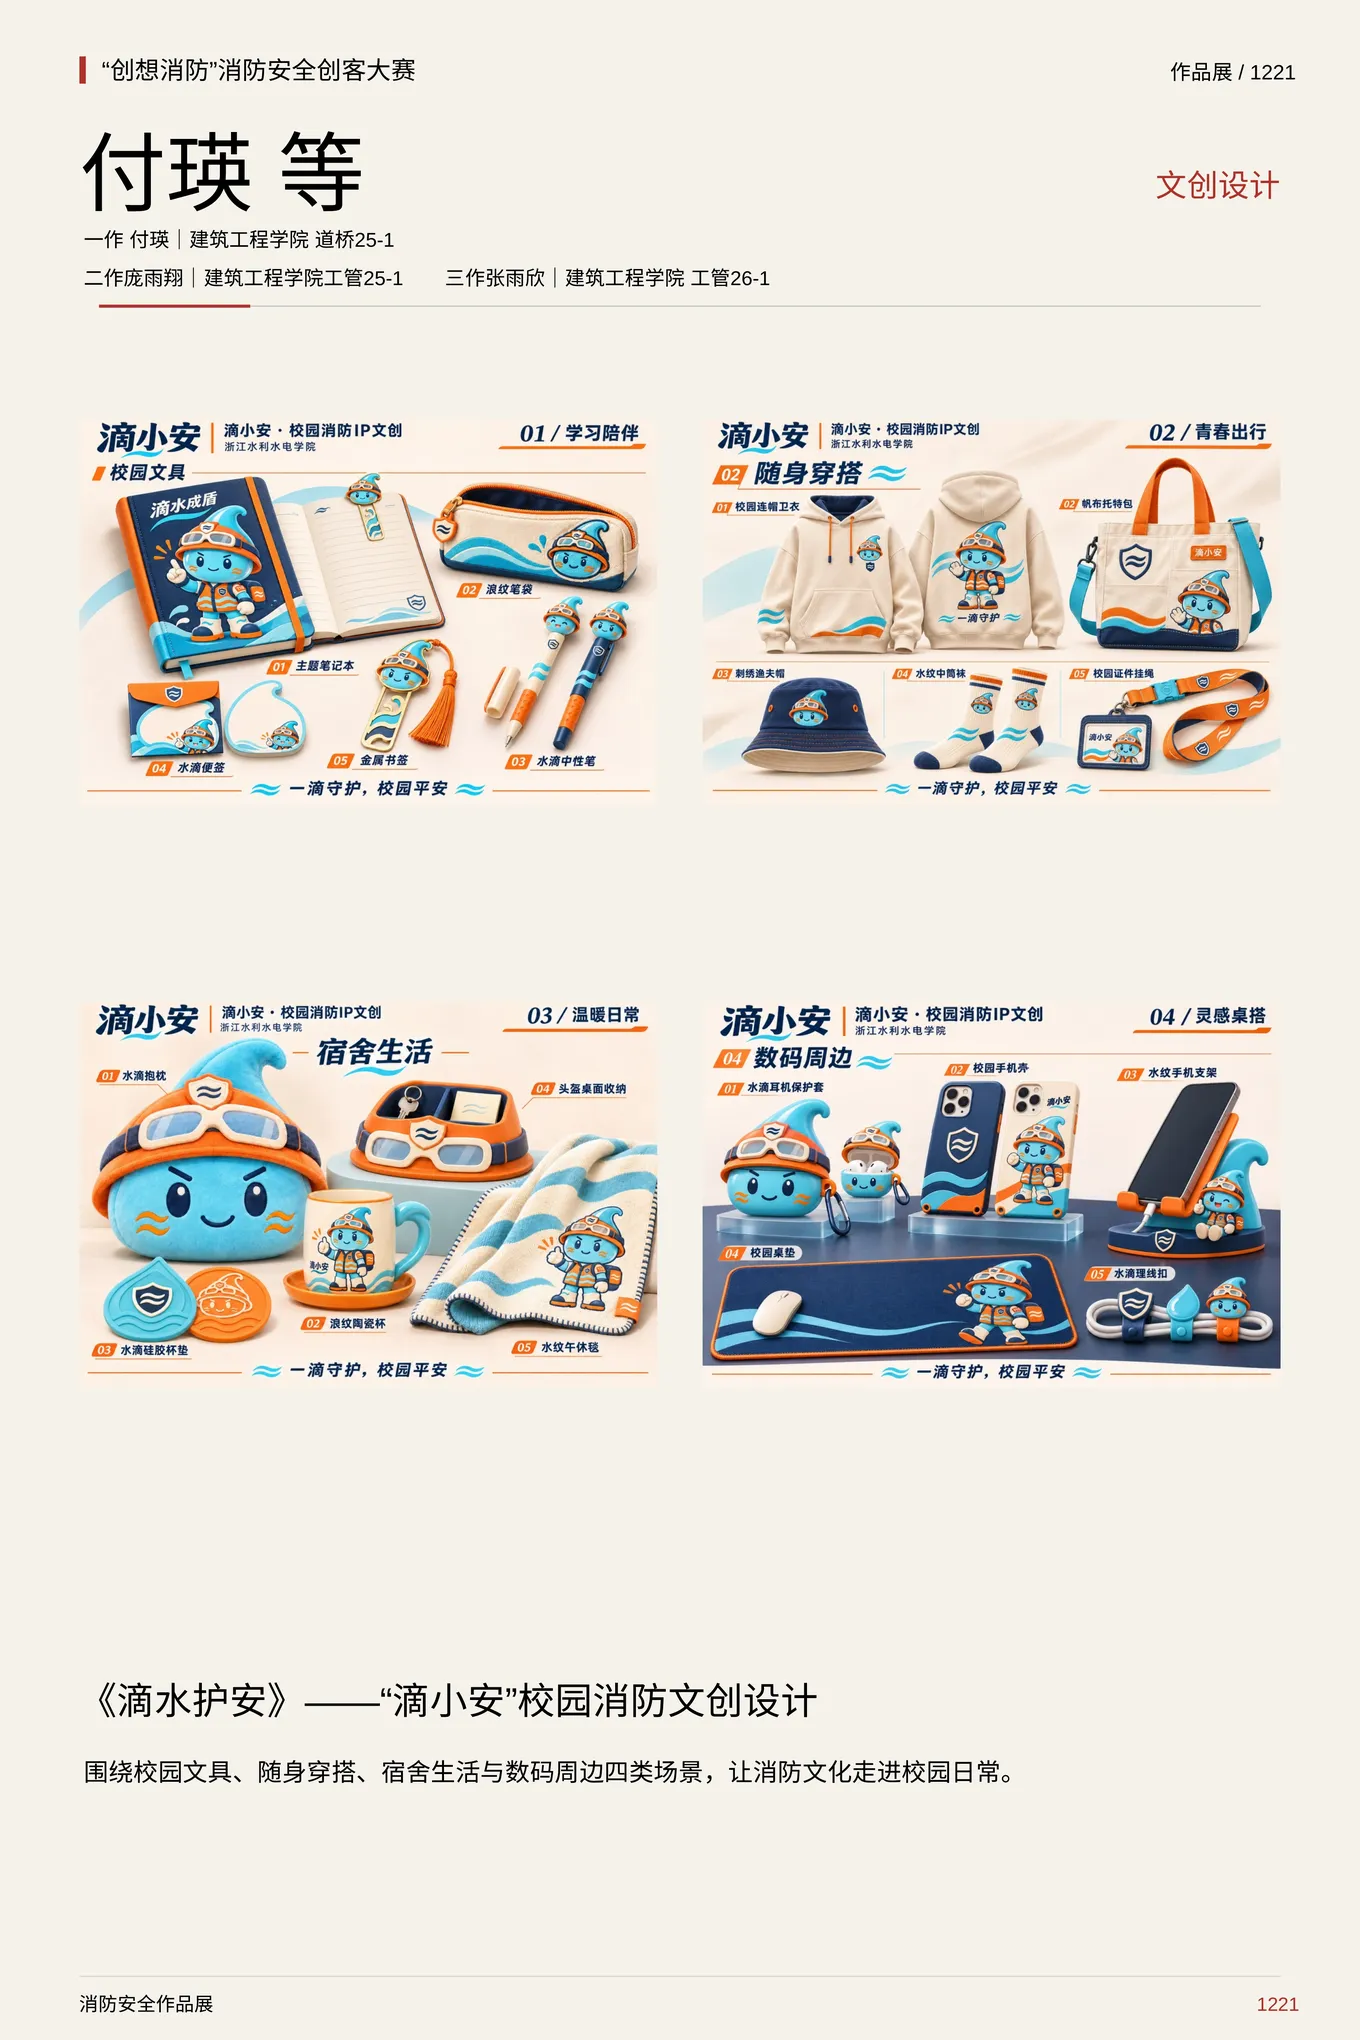 “创想消防”消防安全创客大赛
作品展 / 1221
付瑛 等
文创设计
一作 付瑛｜建筑工程学院 道桥25-1
二作庞雨翔｜建筑工程学院工管25-1 三作张雨欣｜建筑工程学院 工管26-1
滴小安 | 滴小安·校园消防IP文创
浙江水利水电学院
01 / 学习陪伴
校园文具
滴水成盾
02 浪纹笔袋
01 主题笔记本
04 水滴便签
05 金属书签
03 水滴中性笔
一滴守护，校园平安
滴小安 | 滴小安·校园消防IP文创
浙江水利水电学院
02 / 青春出行
02 随身穿搭
01 校园连帽卫衣
一滴守护
02 帆布托特包
滴小安
03 刺绣渔夫帽
04 水纹中筒袜
05 校园证件挂绳
滴小安
一滴守护，校园平安
滴小安 | 滴小安·校园消防IP文创
浙江水利水电学院
03 / 温暖日常
宿舍生活
01 水滴抱枕
04 头盔桌面收纳
滴小安
02 浪纹陶瓷杯
03 水滴硅胶杯垫
05 水纹午休毯
一滴守护，校园平安
滴小安 | 滴小安·校园消防IP文创
浙江水利水电学院
04 / 灵感桌搭
04 数码周边
01 水滴耳机保护套
02 校园手机壳
滴小安
03 水纹手机支架
04 校园桌垫
05 水滴理线扣
一滴守护，校园平安
《滴水护安》——“滴小安”校园消防文创设计
围绕校园文具、随身穿搭、宿舍生活与数码周边四类场景，让消防文化走进校园日常。
消防安全作品展
1221